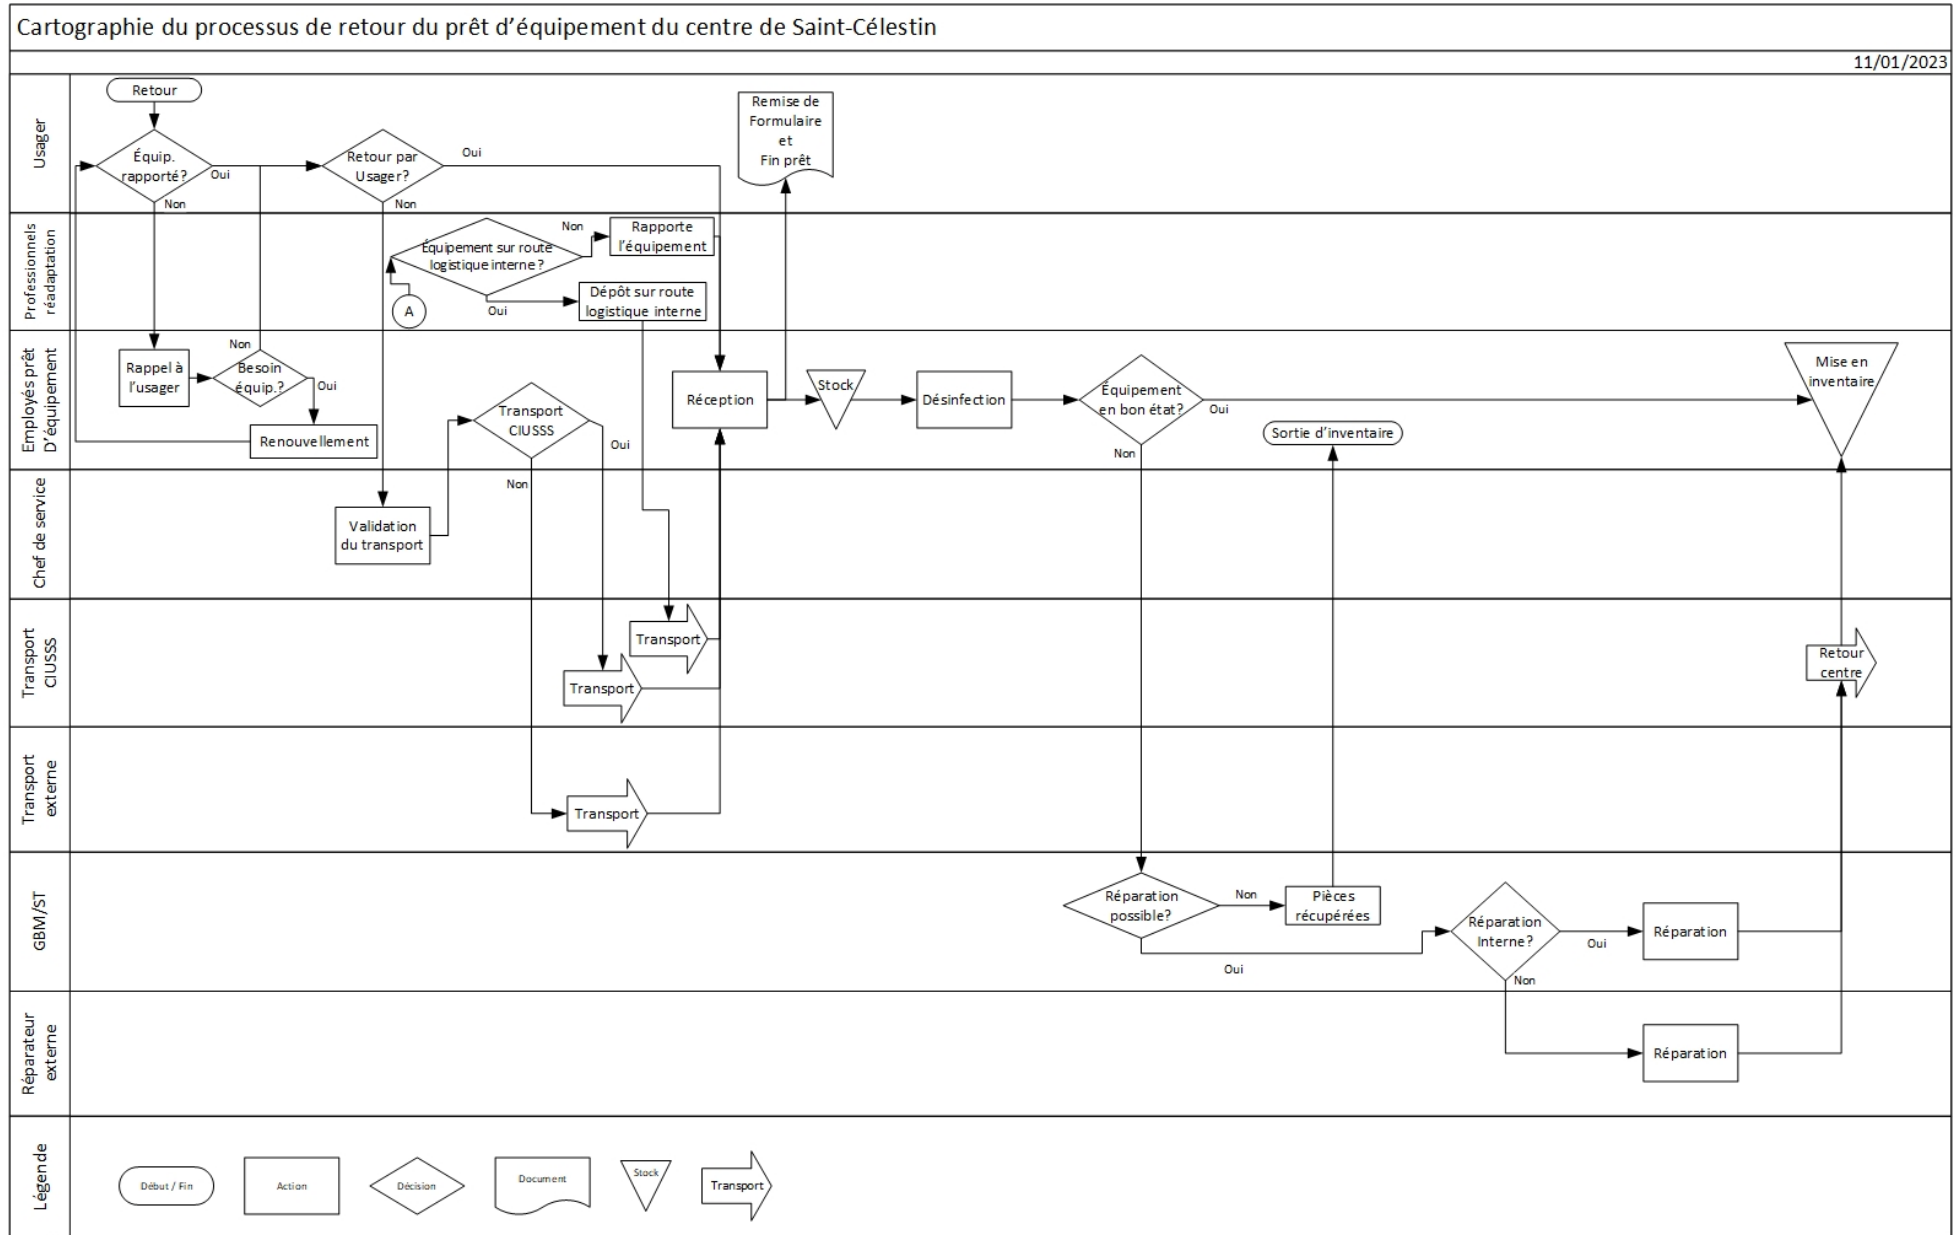 Cartographie du processus de retour du prêt d'équipement du centre de Saint-Célestin
11/01/2023
Usager
Retour
Équip.
rapporté?
Oui
Non
Retour par
Usager?
Oui
Non
Remise de
Formulaire
et
Fin prêt
Professionnels
réadaptation
Équipement sur route
logistique interne ?
Non
Oui
A
Rapporte
l'équipement
Dépôt sur route
logistique interne
Employés prêt
D'équipement
Rappel à
l'usager
Non
Besoin
équip.?
Oui
Renouvellement
Transport
CIUSSS
Oui
Non
Réception
Stock
Désinfection
Équipement
en bon état?
Oui
Non
Sortie d'inventaire
Mise en
inventaire
Chef de service
Validation
du transport
Transport
CIUSSS
Transport
Transport
Retour
centre
Transport
externe
Transport
GBM/ST
Réparation
possible?
Non
Oui
Pièces
récupérées
Réparation
Interne?
Oui
Non
Réparation
Réparateur
externe
Réparation
Légende
Début / Fin
Action
Décision
Document
Stock
Transport